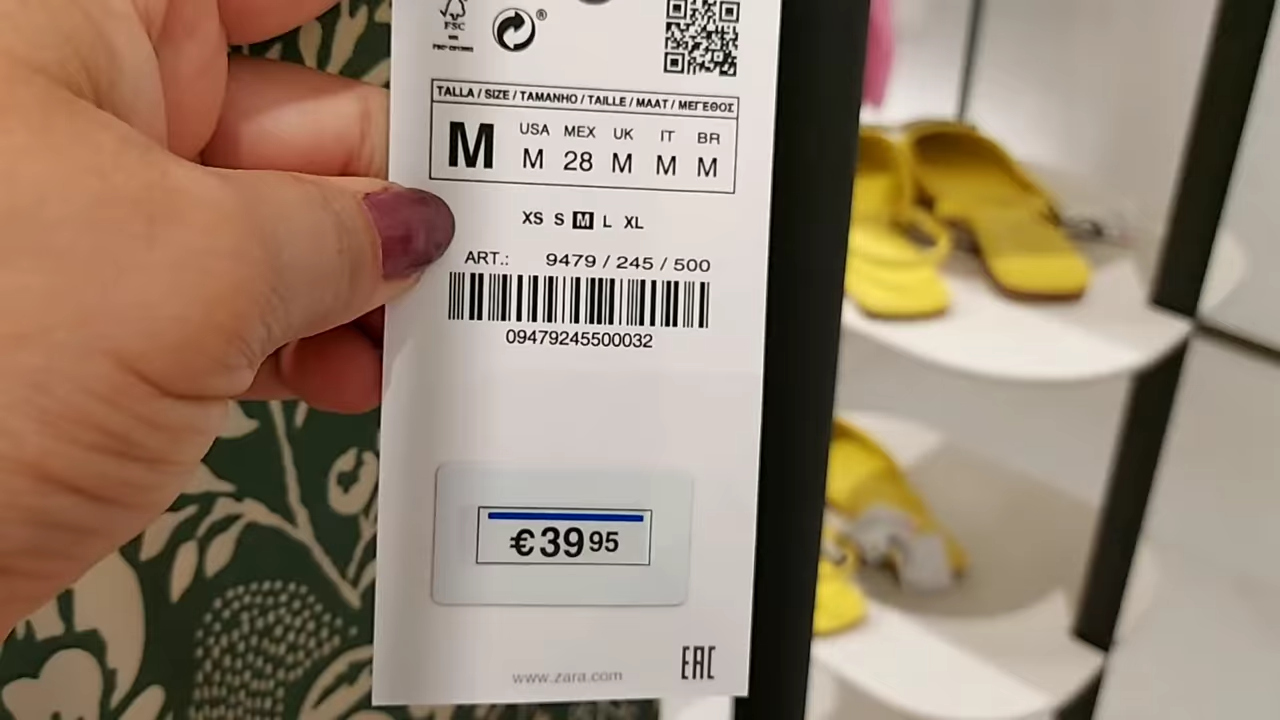 FSC
®
TALLA / SIZE / TAMANHO / TAILLE / MAAT / ΜΕΓΕΘΟΣ
M
USA MEX UK IT BR
M 28 M M M
XS S M L XL
ART.: 9479 / 245 / 500
09479245500032
€39 95
www.zara.com
EAC